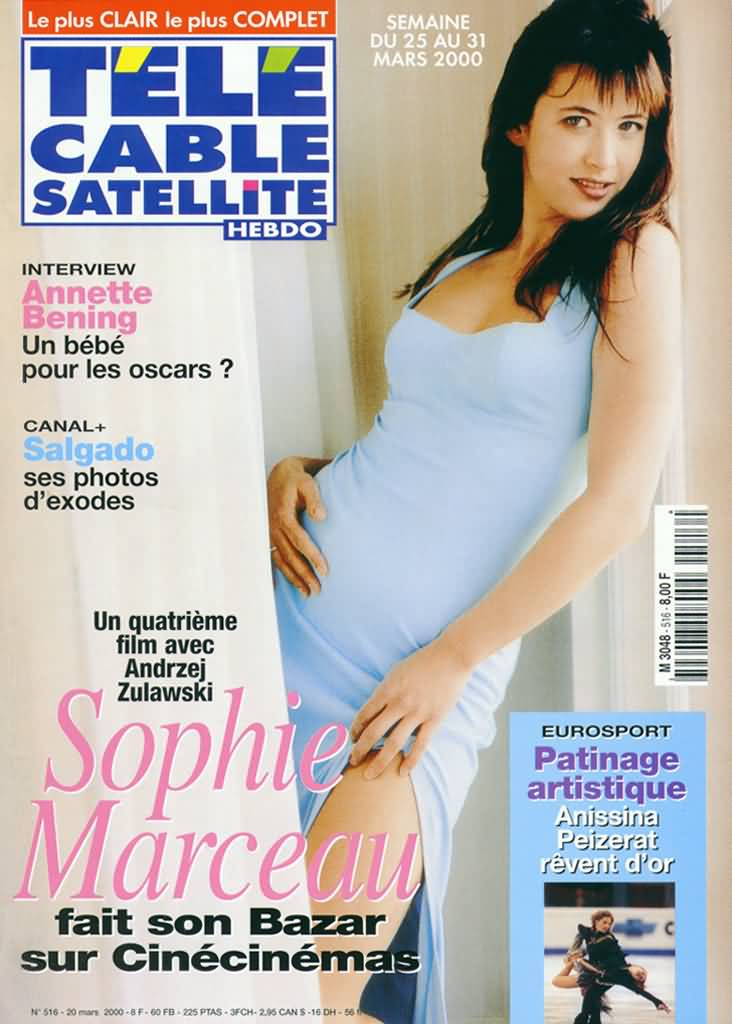 Le plus CLAIR le plus COMPLET
TÉLÉ
CABLE
SATELLiTE
HEBDO
SEMAINE
DU 25 AU 31
MARS 2000
INTERVIEW
Annette
Bening
Un bébé
pour les oscars ?
CANAL+
Salgado
ses photos
d'exodes
Un quatrième
film avec
Andrzej
Zulawski
Sophie
Marceau
fait son Bazar
sur Cinécinémas
M 3048 - 516 - 8,00 F
EUROSPORT
Patinage
artistique
Anissina
Peizerat
rêvent d'or
N° 516 - 20 mars 2000 - 8 F - 60 FB - 225 PTAS - 3FCH - 2,95 CAN $ - 16 DH - 56